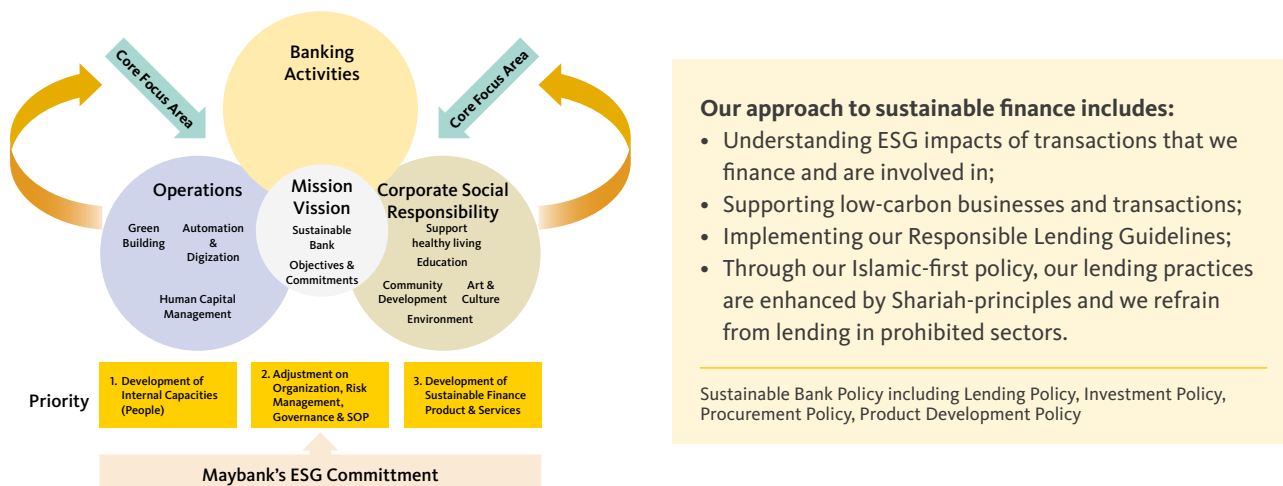 Banking
Activities
Core Focus Area
Core Focus Area
Operations
Green
Building
Automation
&
Digization
Human Capital
Management
Mission
Vission
Sustainable
Bank
Objectives &
Commitments
Corporate Social
Responsibility
Support
healthy living
Education
Community
Development
Art &
Culture
Environment
Priority
1. Development of
Internal Capacities
(People)
2. Adjustment on
Organization, Risk
Management,
Governance & SOP
3. Development of
Sustainable Finance
Product & Services
Maybank's ESG Committment
Our approach to sustainable finance includes:
• Understanding ESG impacts of transactions that we
finance and are involved in;
• Supporting low-carbon businesses and transactions;
• Implementing our Responsible Lending Guidelines;
• Through our Islamic-first policy, our lending practices
are enhanced by Shariah-principles and we refrain
from lending in prohibited sectors.
Sustainable Bank Policy including Lending Policy, Investment Policy,
Procurement Policy, Product Development Policy